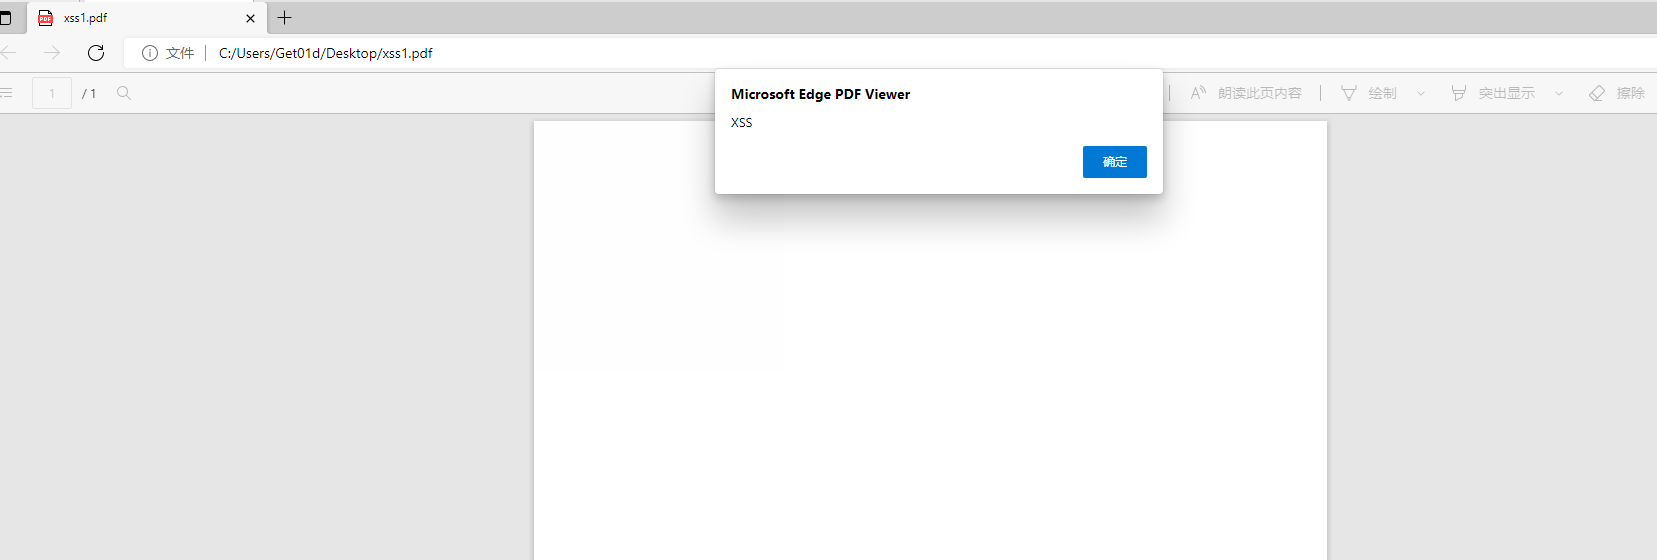 xss1.pdf
文件 C:/Users/Get01d/Desktop/xss1.pdf
1 / 1
朗读此页内容 绘制 突出显示 擦除
Microsoft Edge PDF Viewer
XSS
确定